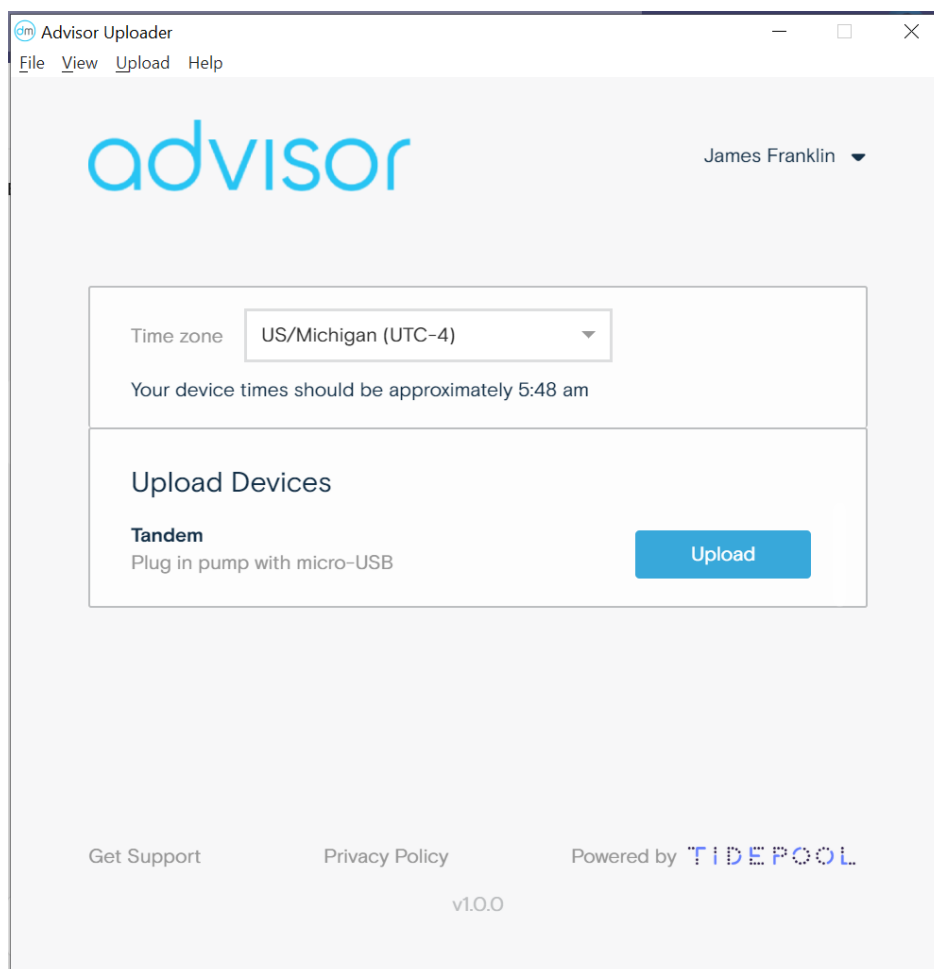 dm Advisor Uploader
File View Upload Help
advisor
James Franklin
Time zone US/Michigan (UTC-4)
Your device times should be approximately 5:48 am
Upload Devices
Tandem
Plug in pump with micro-USB
Upload
Get Support Privacy Policy Powered by TIDEPOOL
v1.0.0